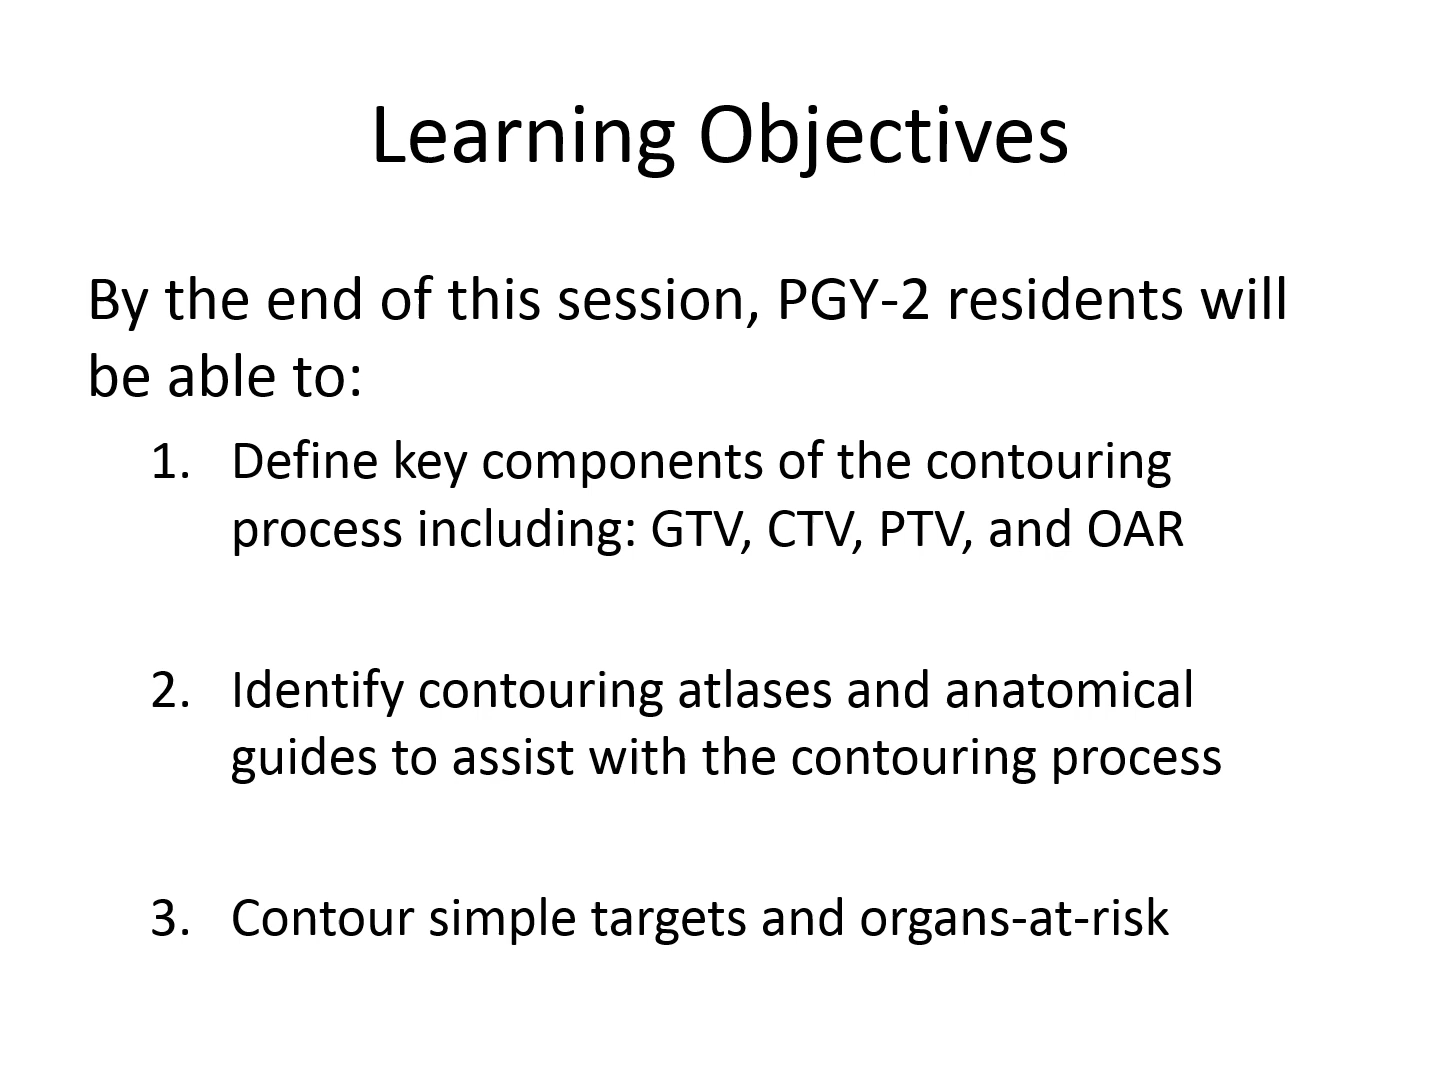 Learning Objectives
By the end of this session, PGY-2 residents will
be able to:
1. Define key components of the contouring
process including: GTV, CTV, PTV, and OAR
2. Identify contouring atlases and anatomical
guides to assist with the contouring process
3. Contour simple targets and organs-at-risk